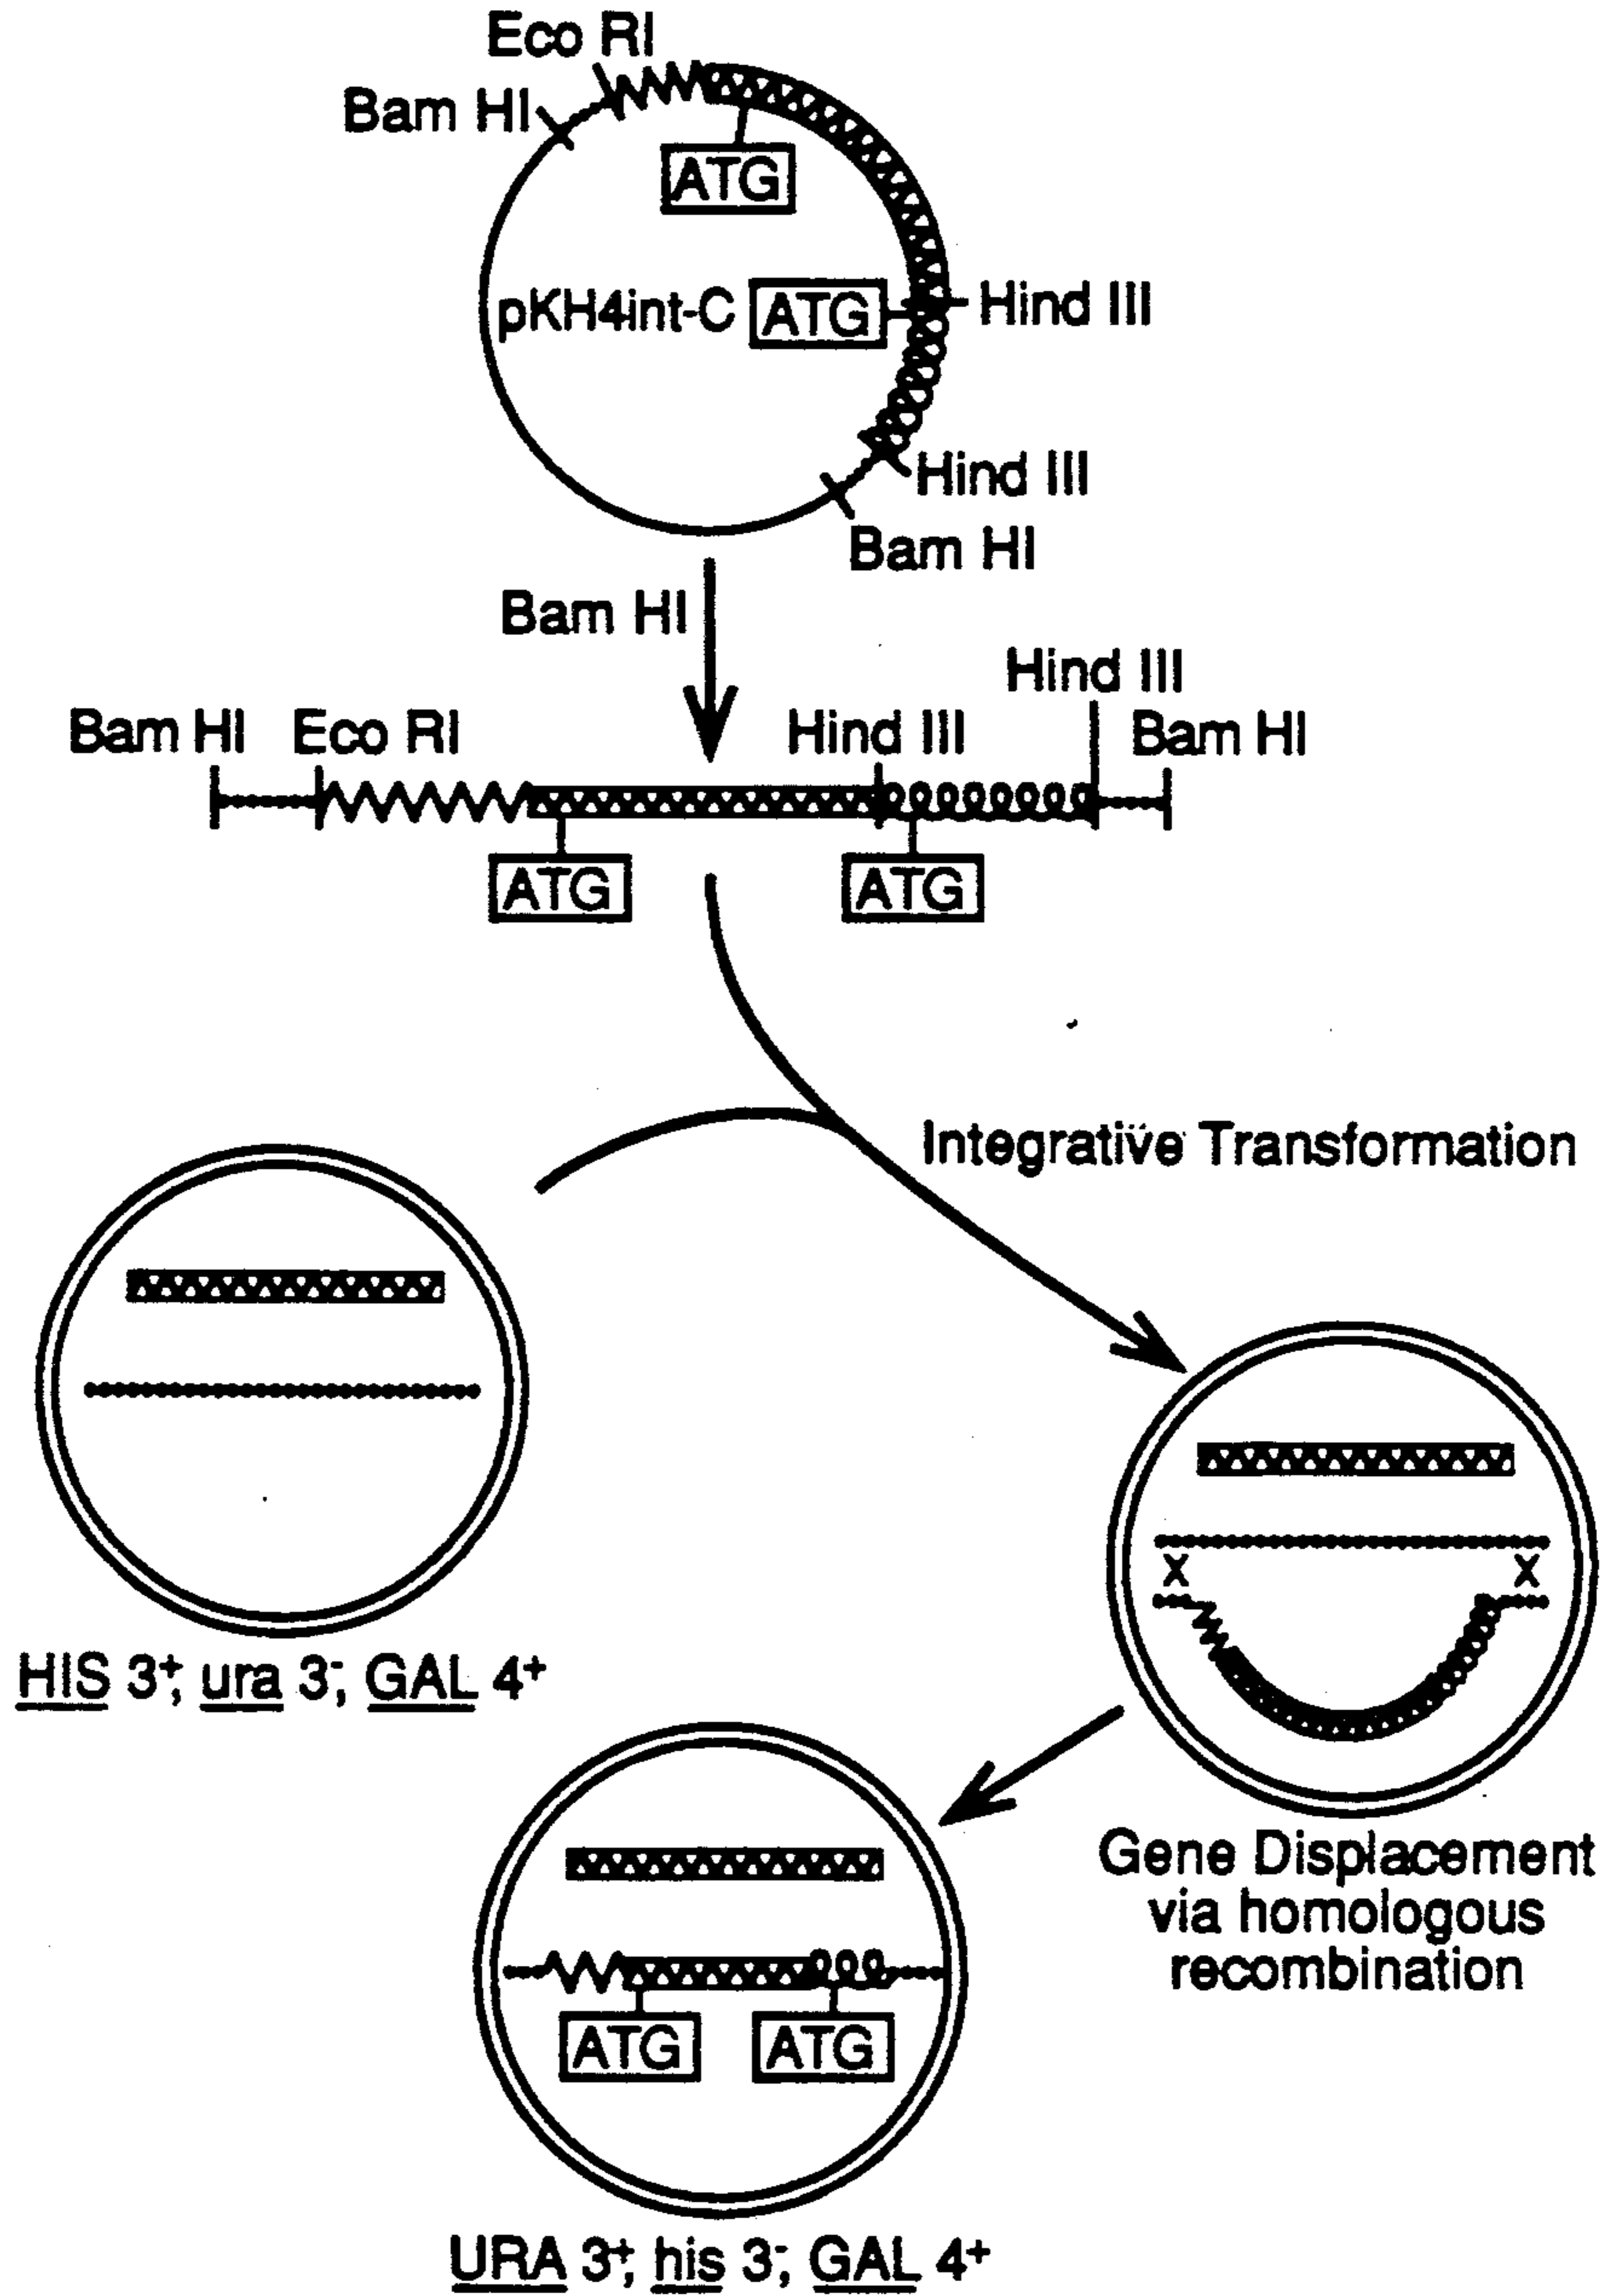 Eco RI
Bam HI
ATG
pKH4int-C
ATG
Hind III
Hind III
Bam HI
Bam HI
Hind III
Bam HI
Eco RI
Hind III
Bam HI
ATG
ATG
Integrative Transformation
X
X
HIS 3⁺; ura 3⁻; GAL 4⁺
Gene Displacement
via homologous
recombination
ATG
ATG
URA 3⁺; his 3⁻; GAL 4⁺